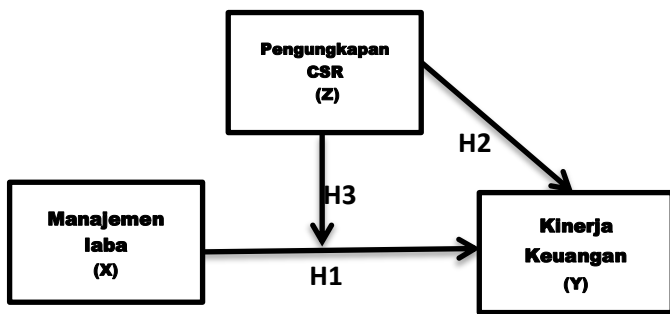 Pengungkapan
CSR
(Z)
H2
H3
Manajemen
laba
(X)
H1
Kinerja
Keuangan
(Y)